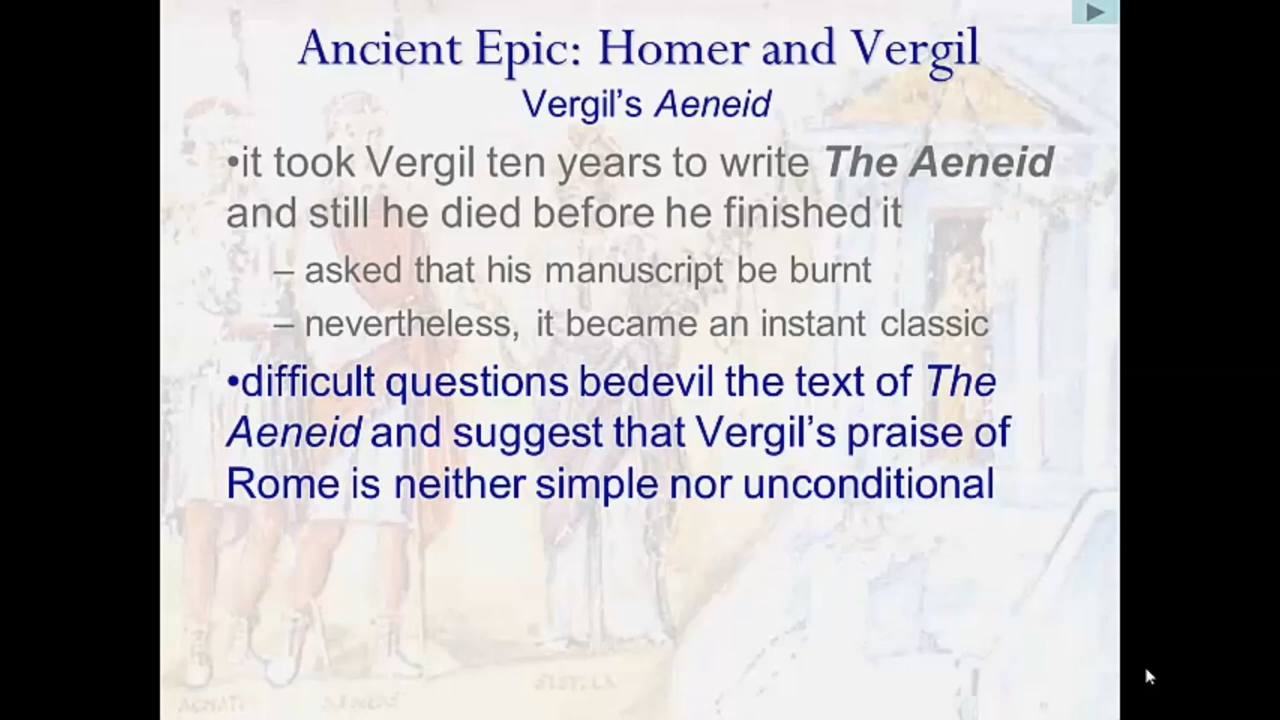 Ancient Epic: Homer and Vergil
Vergil's Aeneid
•it took Vergil ten years to write The Aeneid
and still he died before he finished it
– asked that his manuscript be burnt
– nevertheless, it became an instant classic
•difficult questions bedevil the text of The
Aeneid and suggest that Vergil's praise of
Rome is neither simple nor unconditional